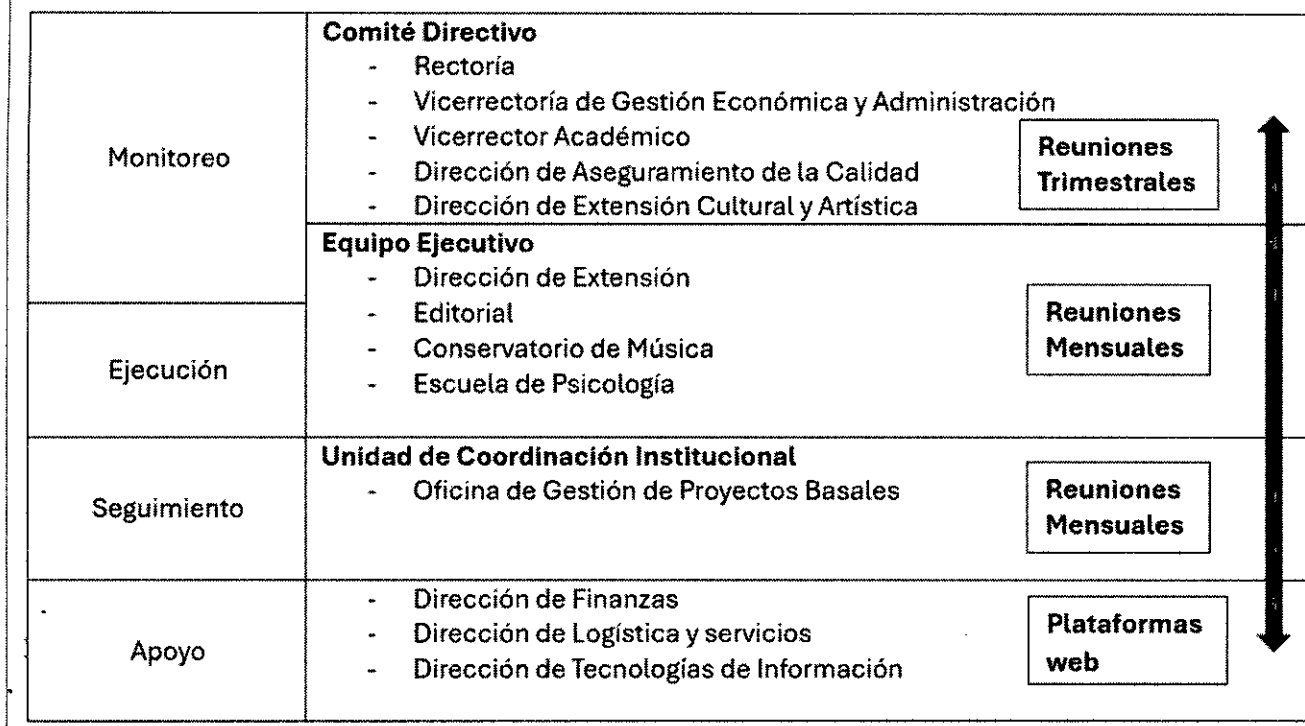 Monitoreo
Comité Directivo
- Rectoría
- Vicerrectoría de Gestión Económica y Administración
- Vicerrector Académico
- Dirección de Aseguramiento de la Calidad
- Dirección de Extensión Cultural y Artística
Reuniones
Trimestrales
Equipo Ejecutivo
- Dirección de Extensión
- Editorial
- Conservatorio de Música
- Escuela de Psicología
Reuniones
Mensuales
Ejecución
Seguimiento
Unidad de Coordinación Institucional
- Oficina de Gestión de Proyectos Basales
Reuniones
Mensuales
Apoyo
- Dirección de Finanzas
- Dirección de Logística y servicios
- Dirección de Tecnologías de Información
Plataformas
web